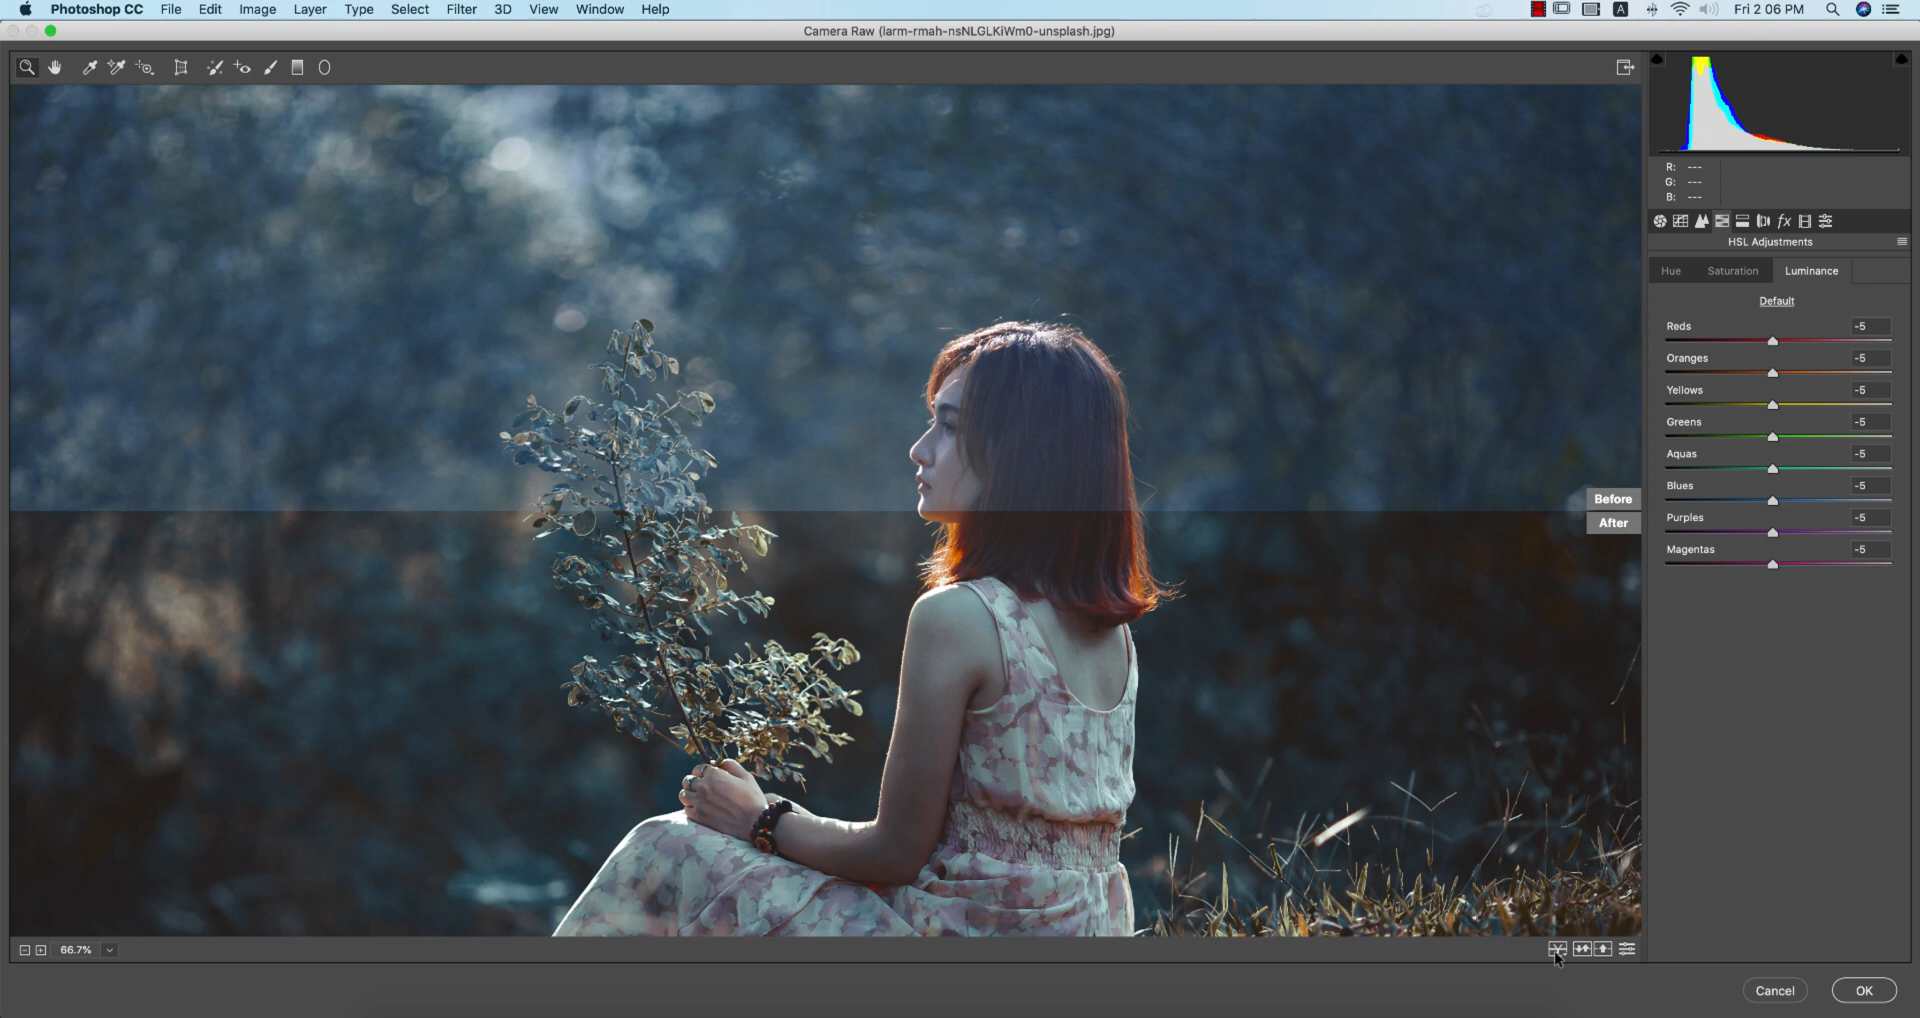 Photoshop CC File Edit Image Layer Type Select Filter 3D View Window Help A Fri 2 06 PM
Camera Raw (larm-rmah-nsNLGLKiWm0-unsplash.jpg)
R: ---
G: ---
B: ---
fx
HSL Adjustments
Hue Saturation Luminance
Default
Reds -5
Oranges -5
Yellows -5
Greens -5
Aquas -5
Blues -5
Before
Purples -5
After
Magentas -5
66.7%
Y
Cancel OK